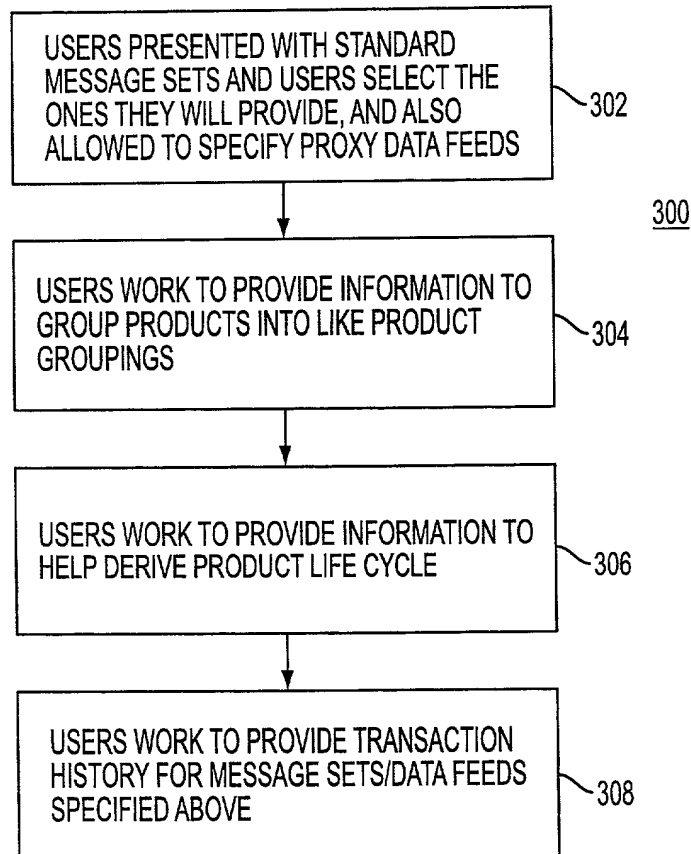 USERS PRESENTED WITH STANDARD
MESSAGE SETS AND USERS SELECT THE
ONES THEY WILL PROVIDE, AND ALSO
ALLOWED TO SPECIFY PROXY DATA FEEDS
302
300
USERS WORK TO PROVIDE INFORMATION TO
GROUP PRODUCTS INTO LIKE PRODUCT
GROUPINGS
304
USERS WORK TO PROVIDE INFORMATION TO
HELP DERIVE PRODUCT LIFE CYCLE
306
USERS WORK TO PROVIDE TRANSACTION
HISTORY FOR MESSAGE SETS/DATA FEEDS
SPECIFIED ABOVE
308